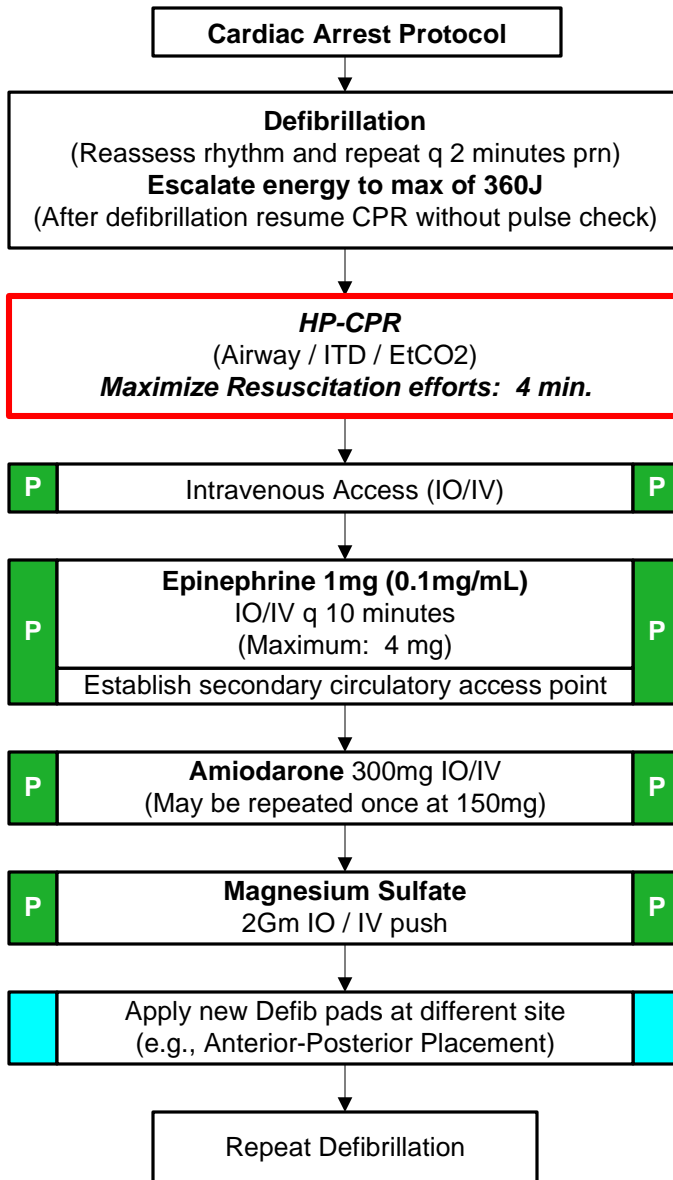 Cardiac Arrest Protocol
Defibrillation
(Reassess rhythm and repeat q 2 minutes prn)
Escalate energy to max of 360J
(After defibrillation resume CPR without pulse check)
HP-CPR
(Airway / ITD / EtCO2)
Maximize Resuscitation efforts: 4 min.
P Intravenous Access (IO/IV) P
Epinephrine 1mg (0.1mg/mL)
IO/IV q 10 minutes
P P
(Maximum: 4 mg)
Establish secondary circulatory access point
P Amiodarone 300mg IO/IV P
(May be repeated once at 150mg)
P Magnesium Sulfate P
2Gm IO / IV push
Apply new Defib pads at different site
(e.g., Anterior-Posterior Placement)
Repeat Defibrillation